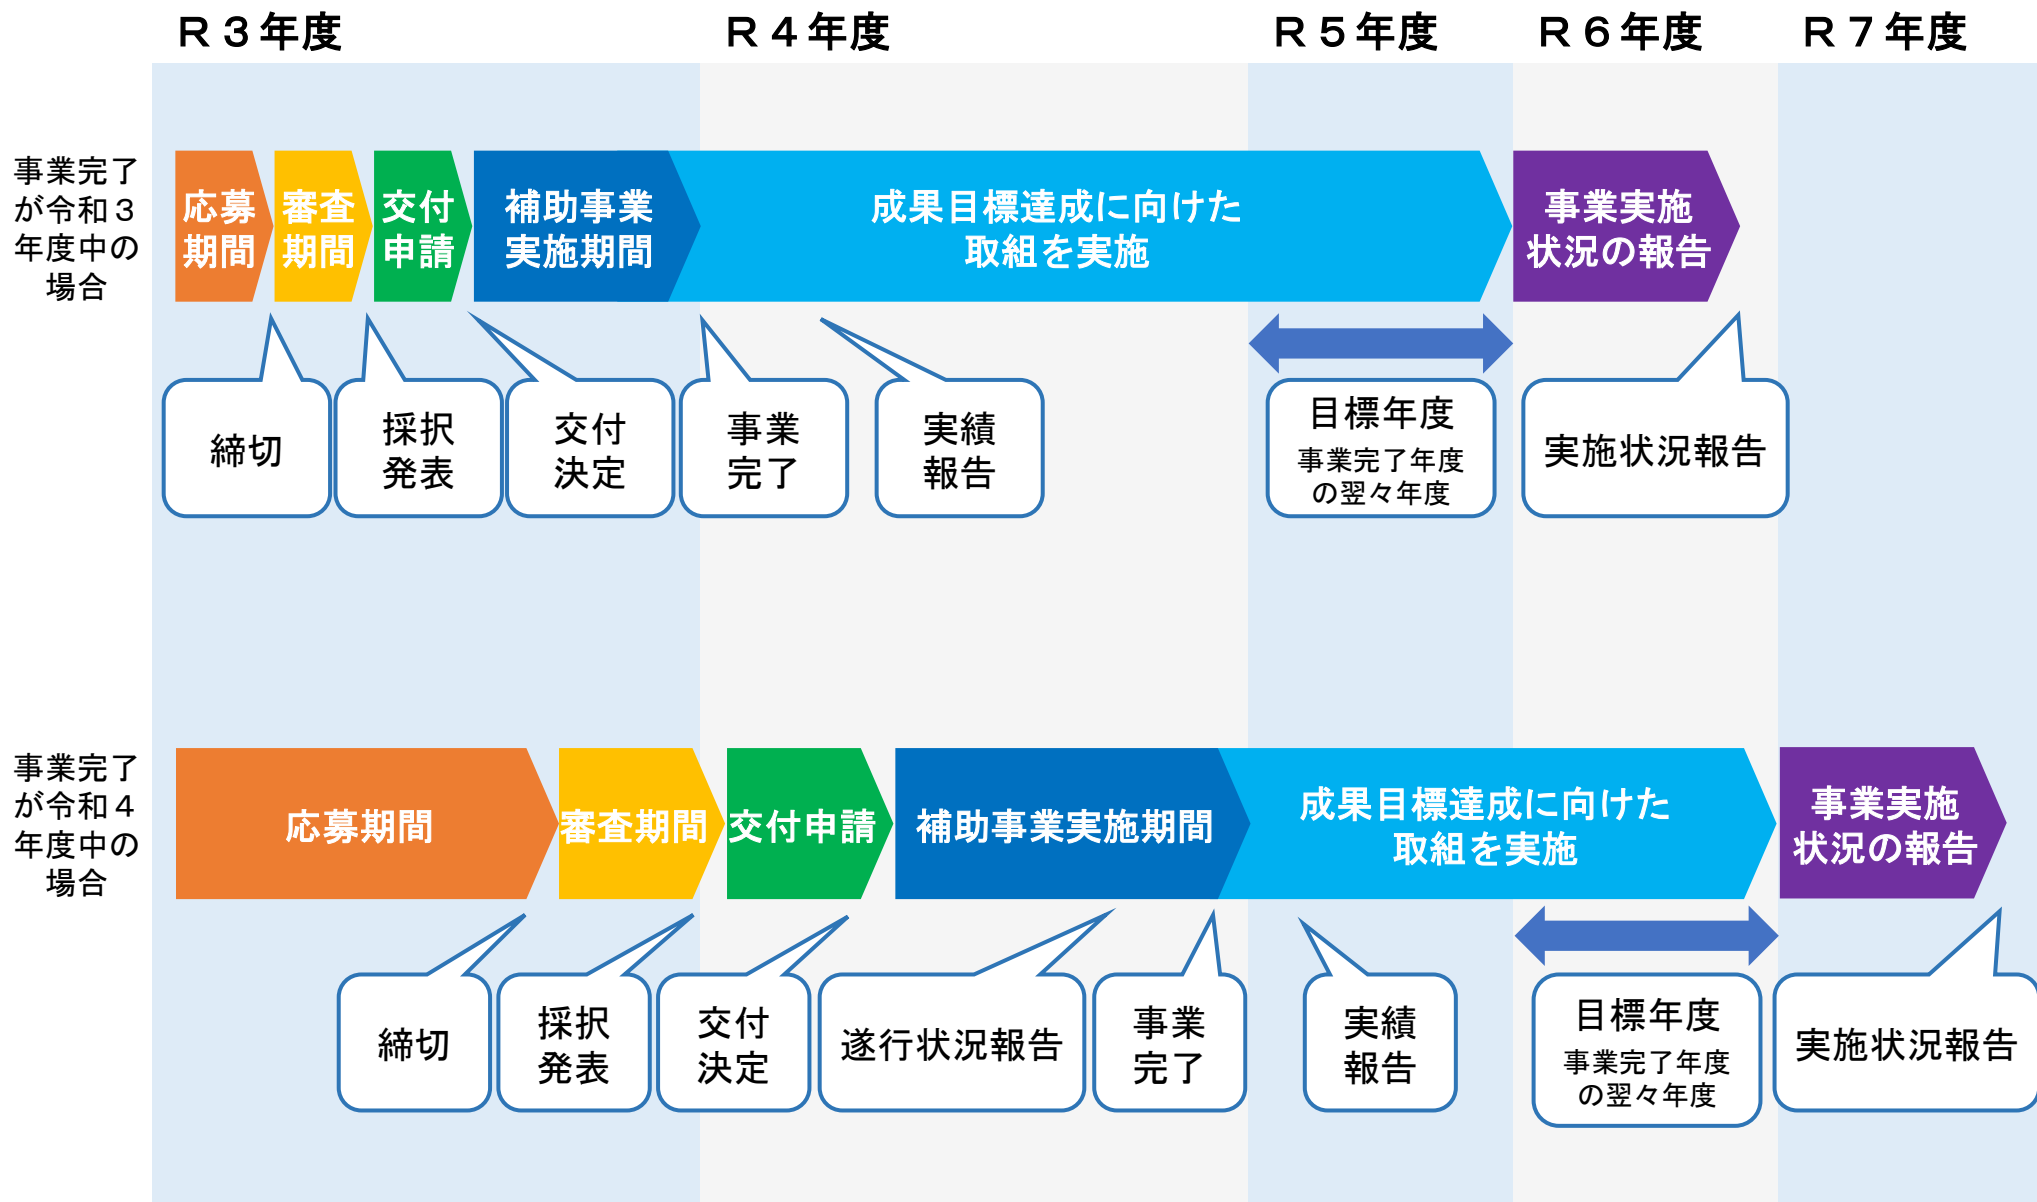 Ｒ３年度
Ｒ４年度
Ｒ５年度
Ｒ６年度
Ｒ７年度
事業完了
が令和３
年度中の
場合
応募
期間
審査
期間
交付
申請
補助事業
実施期間
成果目標達成に向けた
取組を実施
事業実施
状況の報告
締切
採択
発表
交付
決定
事業
完了
実績
報告
目標年度
事業完了年度
の翌々年度
実施状況報告
事業完了
が令和４
年度中の
場合
応募期間
審査期間
交付申請
補助事業実施期間
成果目標達成に向けた
取組を実施
事業実施
状況の報告
締切
採択
発表
交付
決定
遂行状況報告
事業
完了
実績
報告
目標年度
事業完了年度
の翌々年度
実施状況報告